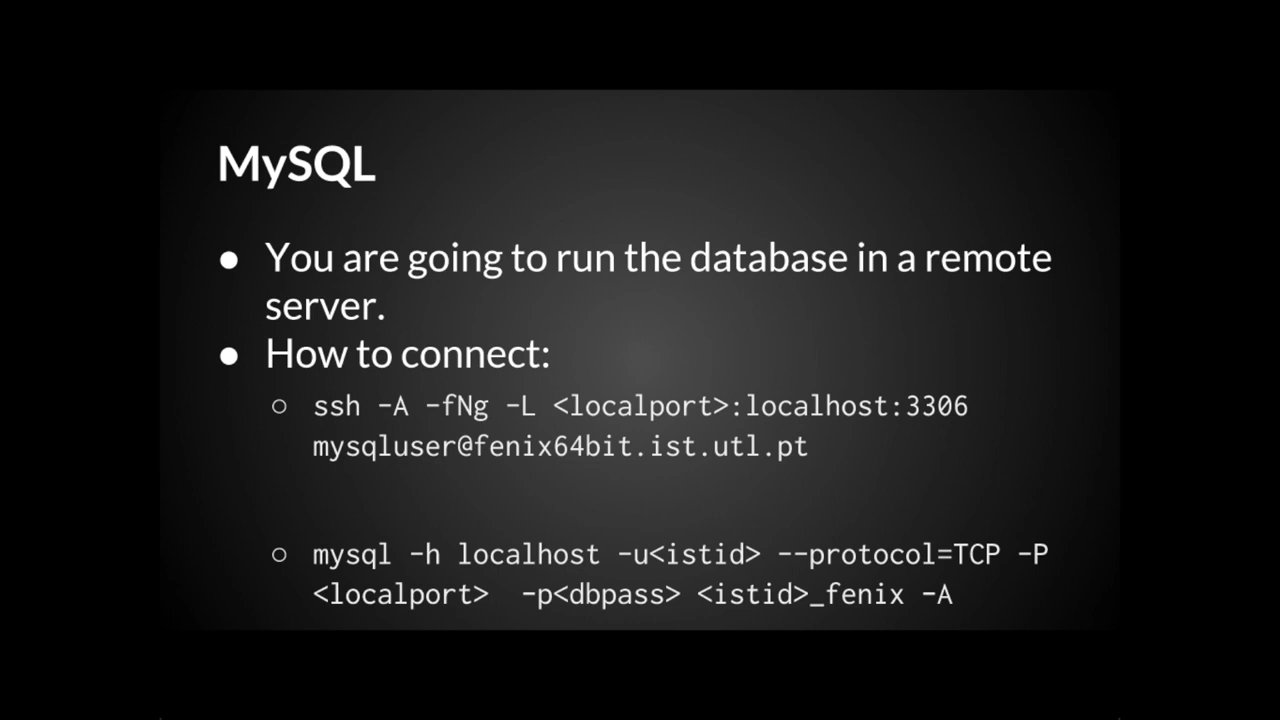 MySQL
● You are going to run the database in a remote
server.
● How to connect:
○ ssh -A -fNg -L <localport>:localhost:3306
mysqluser@fenix64bit.ist.utl.pt
○ mysql -h localhost -u<istid> --protocol=TCP -P
<localport>  -p<dbpass> <istid>_fenix -A